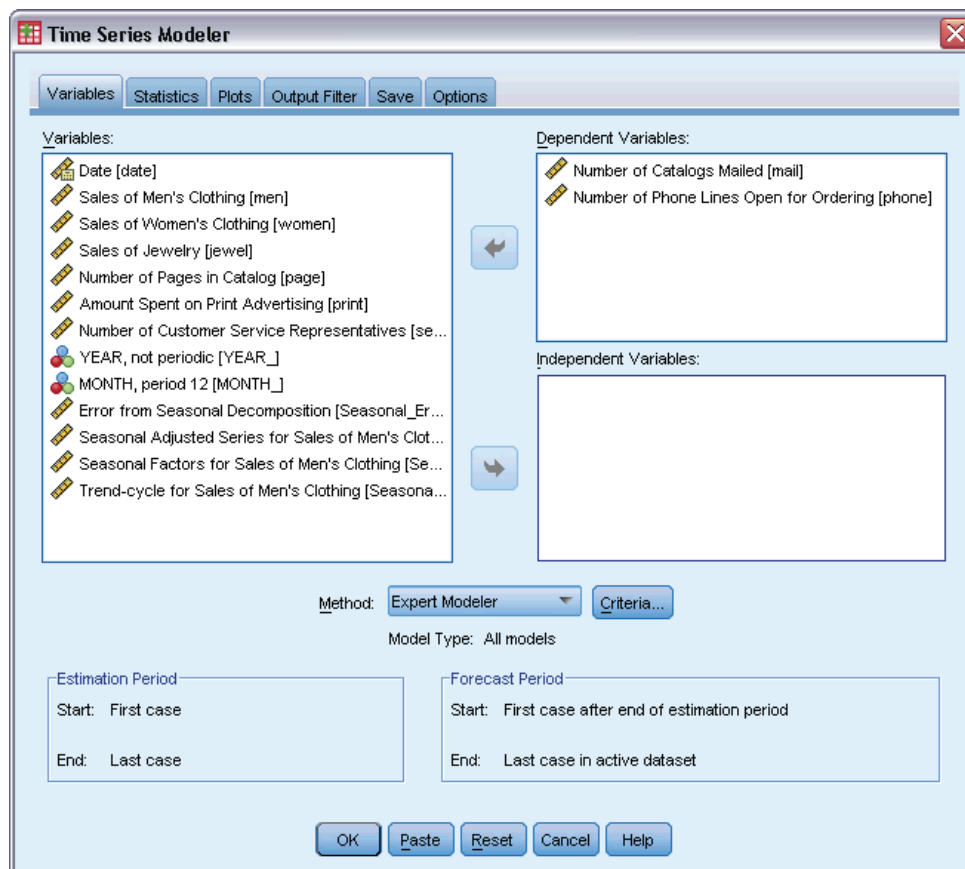 Time Series Modeler
Variables Statistics Plots Output Filter Save Options
Variables:
Date [date]
Sales of Men's Clothing [men]
Sales of Women's Clothing [women]
Sales of Jewelry [jewel]
Number of Pages in Catalog [page]
Amount Spent on Print Advertising [print]
Number of Customer Service Representatives [se...
YEAR, not periodic [YEAR_]
MONTH, period 12 [MONTH_]
Error from Seasonal Decomposition [Seasonal_Er...
Seasonal Adjusted Series for Sales of Men's Clot...
Seasonal Factors for Sales of Men's Clothing [Se...
Trend-cycle for Sales of Men's Clothing [Seasona...
Dependent Variables:
Number of Catalogs Mailed [mail]
Number of Phone Lines Open for Ordering [phone]
Independent Variables:
Method: Expert Modeler Criteria...
Model Type: All models
Estimation Period
Start: First case
End: Last case
Forecast Period
Start: First case after end of estimation period
End: Last case in active dataset
OK Paste Reset Cancel Help